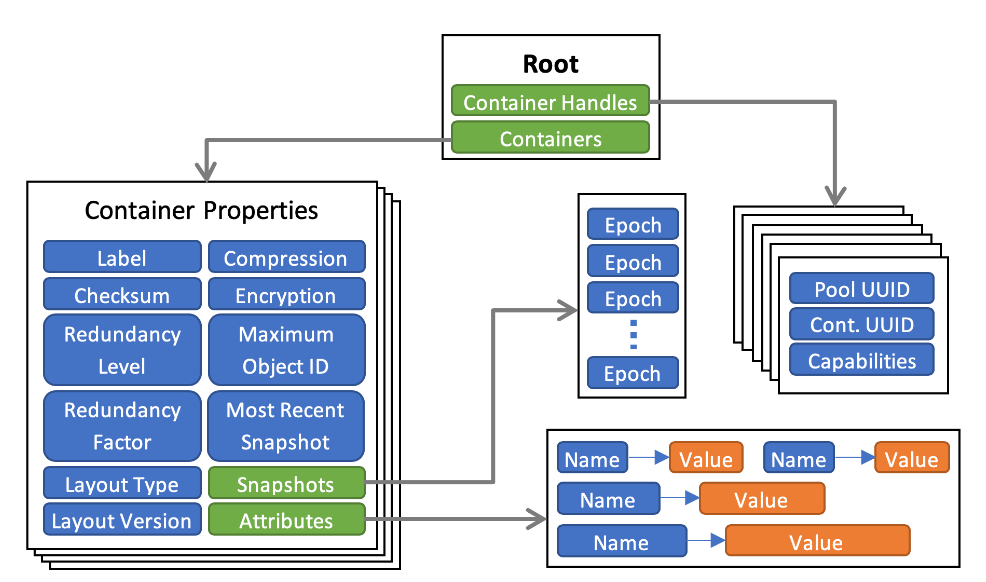 Root
Container Handles
Containers
Container Properties
Label
Compression
Checksum
Encryption
Redundancy
Level
Maximum
Object ID
Redundancy
Factor
Most Recent
Snapshot
Layout Type
Snapshots
Layout Version
Attributes
Epoch
Epoch
Epoch
Epoch
Pool UUID
Cont. UUID
Capabilities
Name
Value
Name
Value
Name
Value
Name
Value